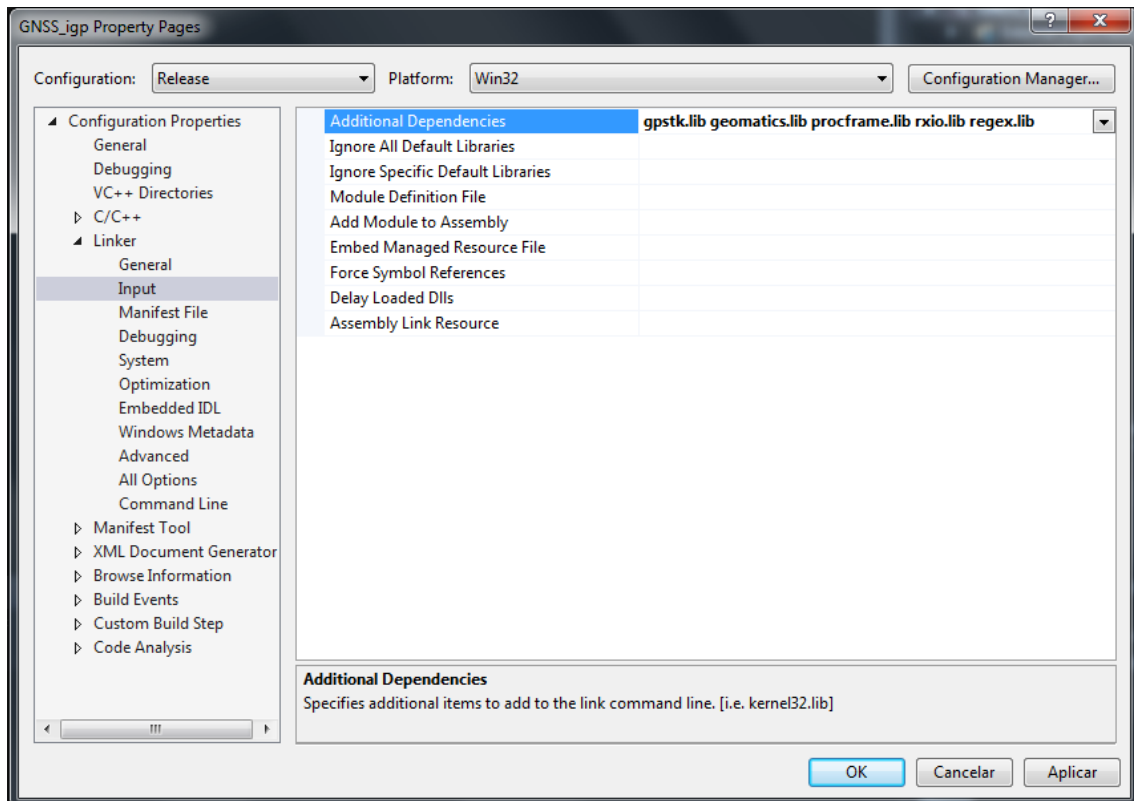 GNSS_igp Property Pages
Configuration: Release Platform: Win32 Configuration Manager...
Configuration Properties
General
Debugging
VC++ Directories
C/C++
Linker
General
Input
Manifest File
Debugging
System
Optimization
Embedded IDL
Windows Metadata
Advanced
All Options
Command Line
Manifest Tool
XML Document Generator
Browse Information
Build Events
Custom Build Step
Code Analysis
Additional Dependencies gpstk.lib geomatics.lib procframe.lib rxio.lib regex.lib
Ignore All Default Libraries
Ignore Specific Default Libraries
Module Definition File
Add Module to Assembly
Embed Managed Resource File
Force Symbol References
Delay Loaded Dlls
Assembly Link Resource
Additional Dependencies
Specifies additional items to add to the link command line. [i.e. kernel32.lib]
OK Cancelar Aplicar